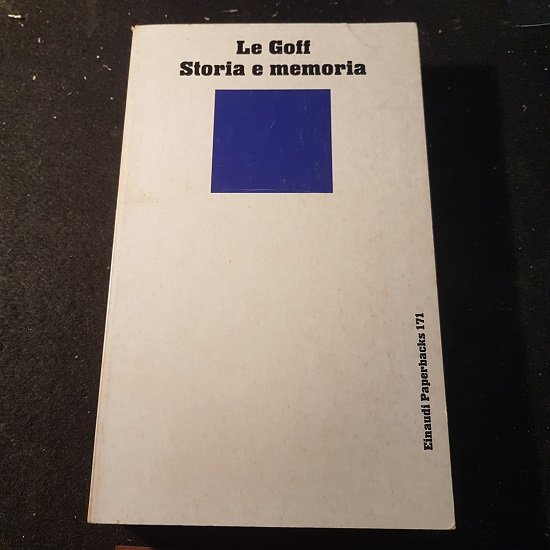 Le Goff
Storia e memoria
Einaudi Paperbacks 171